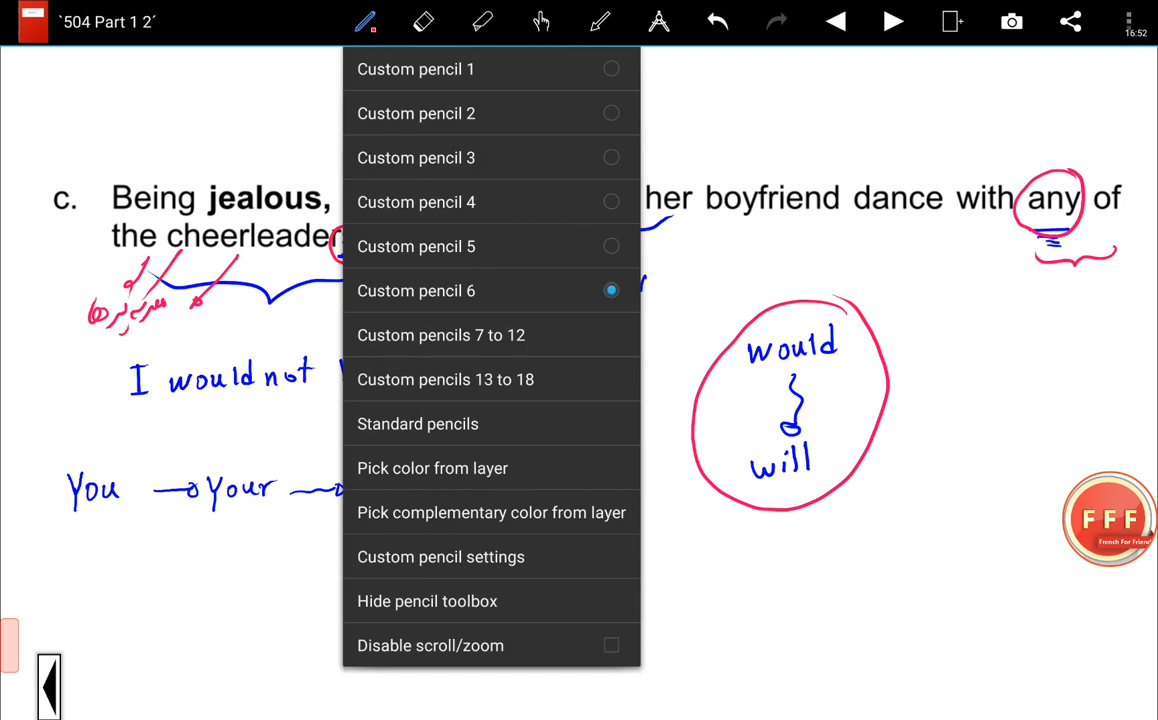 `504 Part 1 2´
16:52
Custom pencil 1
Custom pencil 2
Custom pencil 3
Custom pencil 4
Custom pencil 5
Custom pencil 6
Custom pencils 7 to 12
Custom pencils 13 to 18
Standard pencils
Pick color from layer
Pick complementary color from layer
Custom pencil settings
Hide pencil toolbox
Disable scroll/zoom
c. Being jealous, her boyfriend dance with any of
the cheerleader
I would not
You Your
would
will
FFF
French For Friend